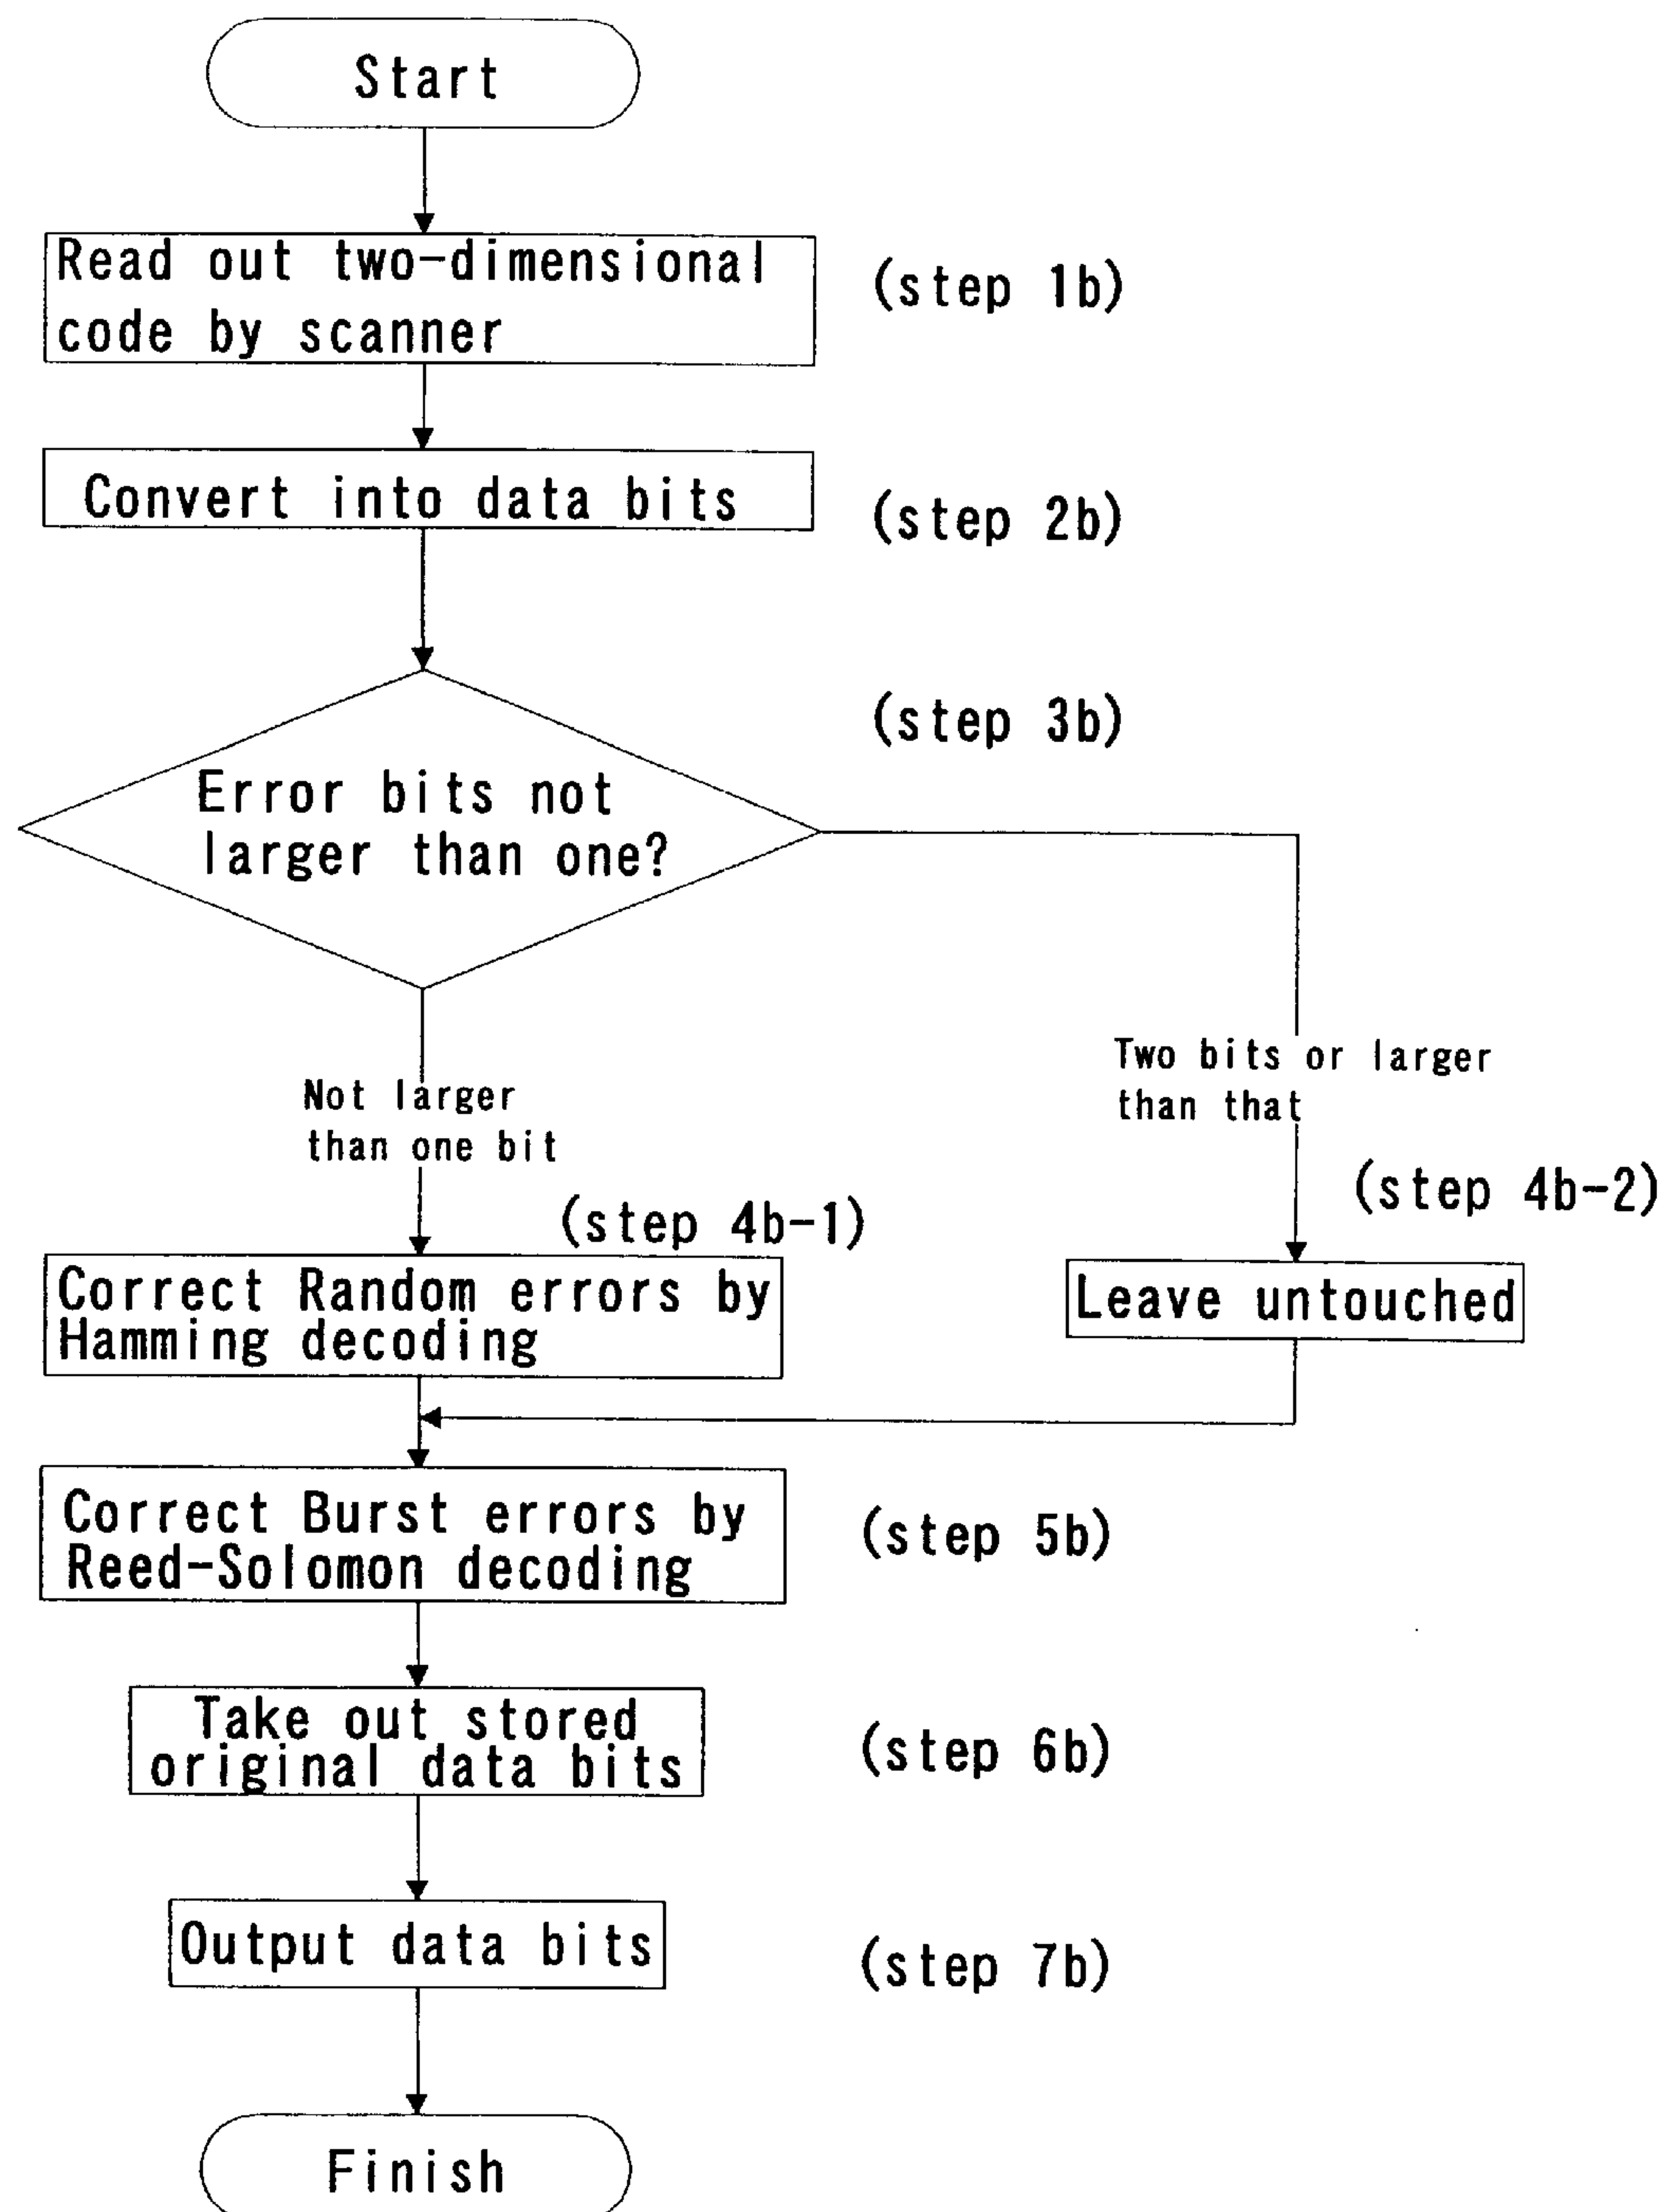 Start
Read out two-dimensional
code by scanner
(step 1b)
Convert into data bits
(step 2b)
(step 3b)
Error bits not
larger than one?
Two bits or larger
than that
Not larger
than one bit
(step 4b-2)
(step 4b-1)
Correct Random errors by
Hamming decoding
Leave untouched
Correct Burst errors by
Reed-Solomon decoding
(step 5b)
Take out stored
original data bits
(step 6b)
Output data bits
(step 7b)
Finish